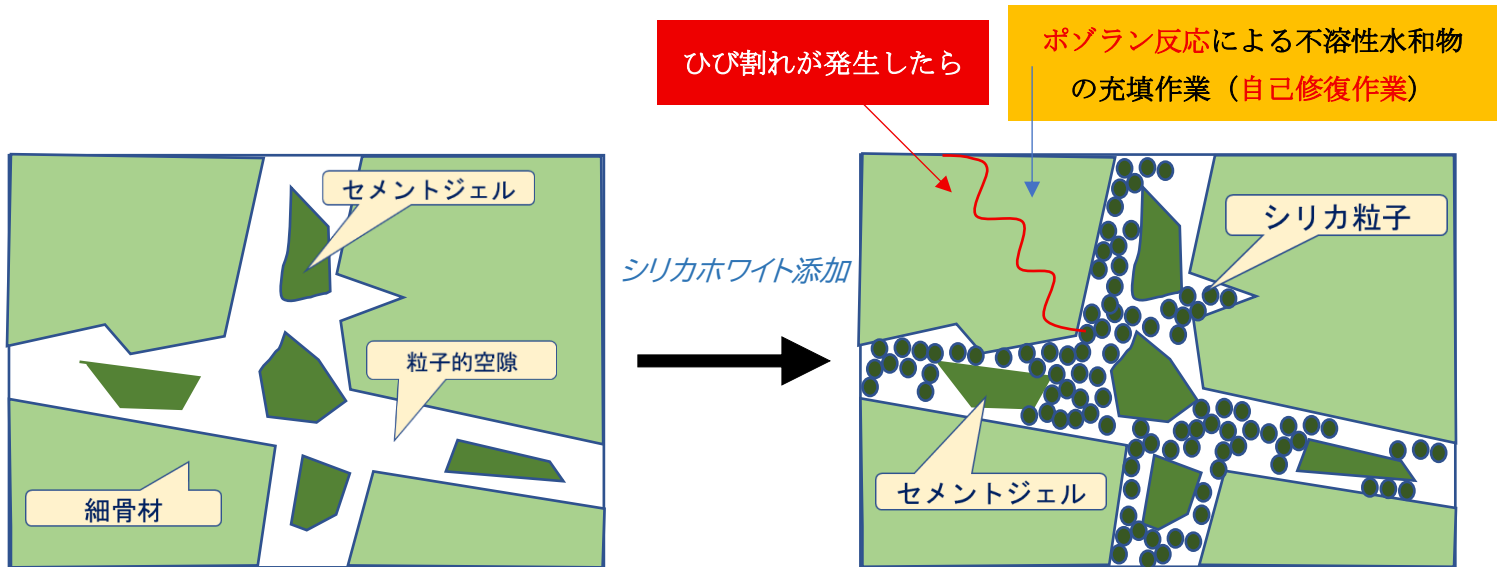 ひび割れが発生したら
ポゾラン反応による不溶性水和物
の充填作業（自己修復作業）
セメントジェル
粒子的空隙
細骨材
シリカホワイト添加
シリカ粒子
セメントジェル